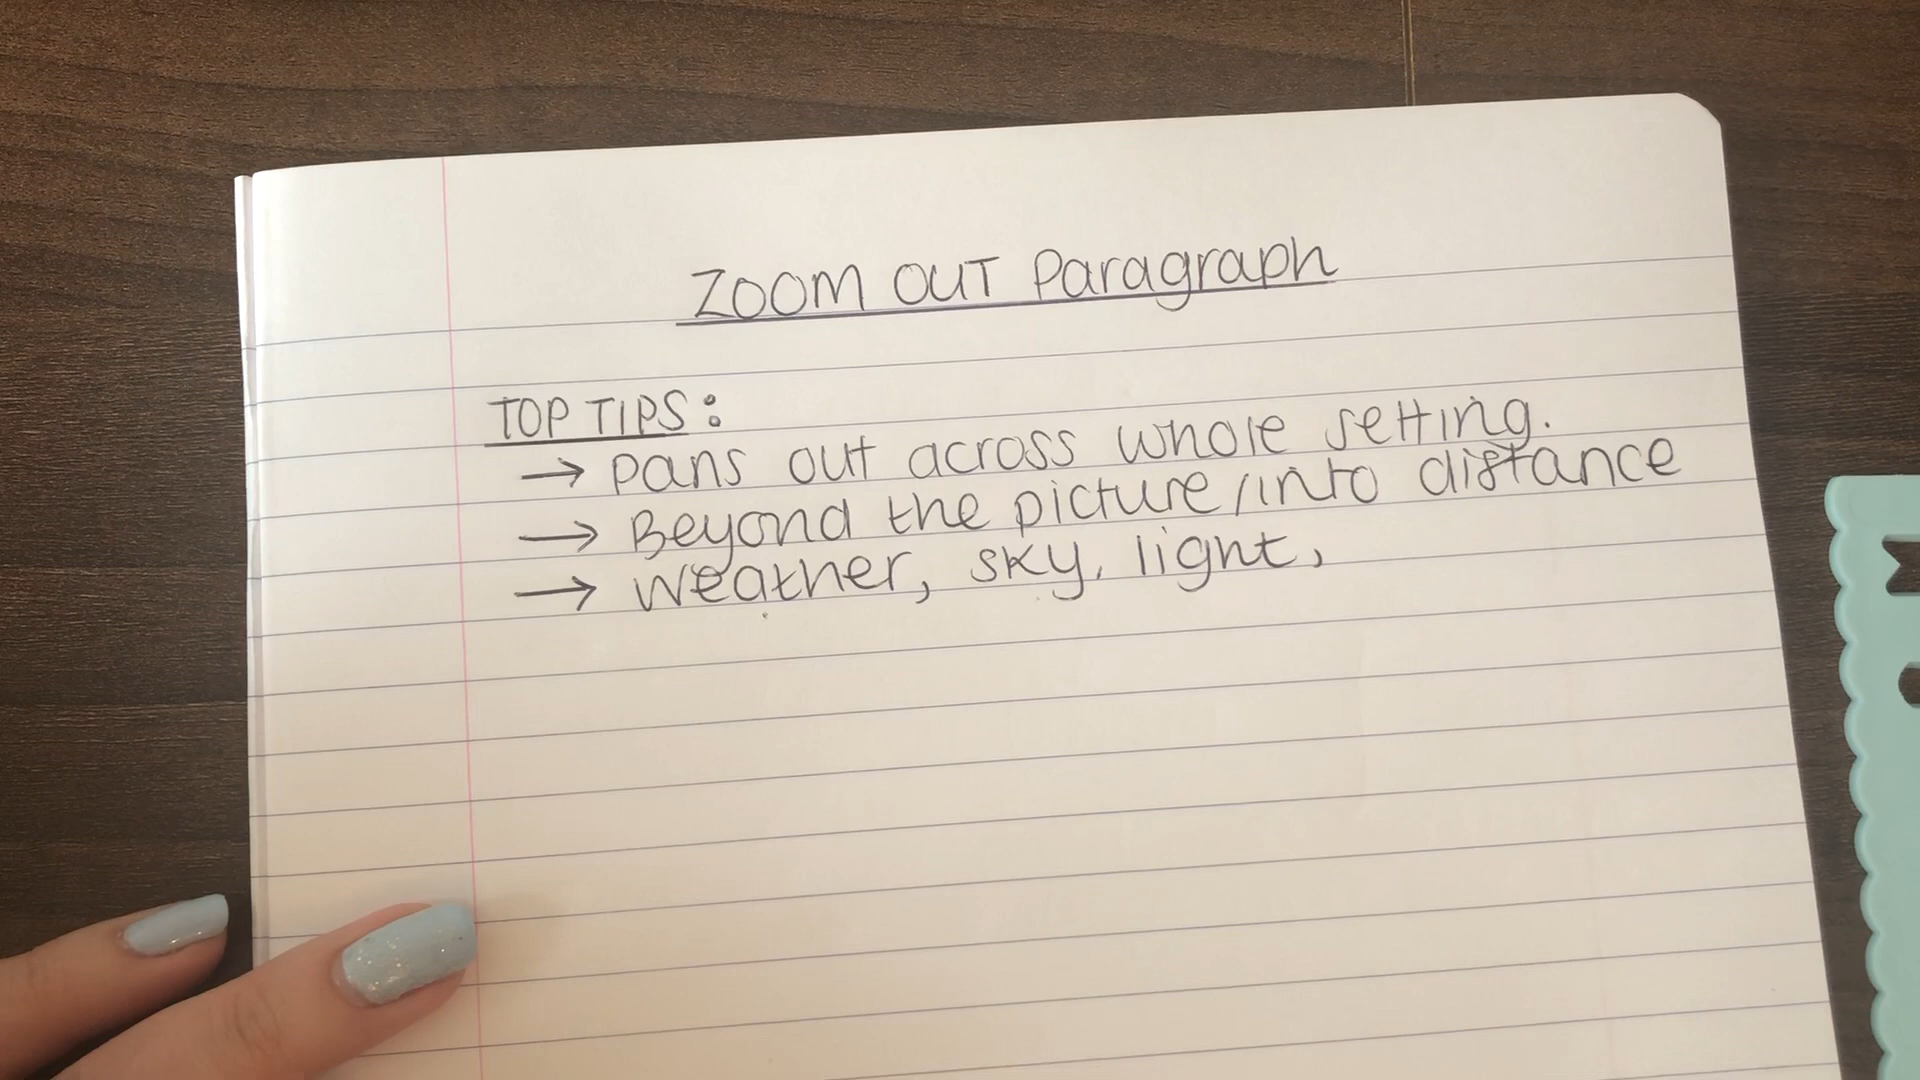 ZOOM OUT Paragraph
TOP TIPS:
→ pans out across whole setting.
→ Beyond the picture/into distance
→ weather, sky, light,